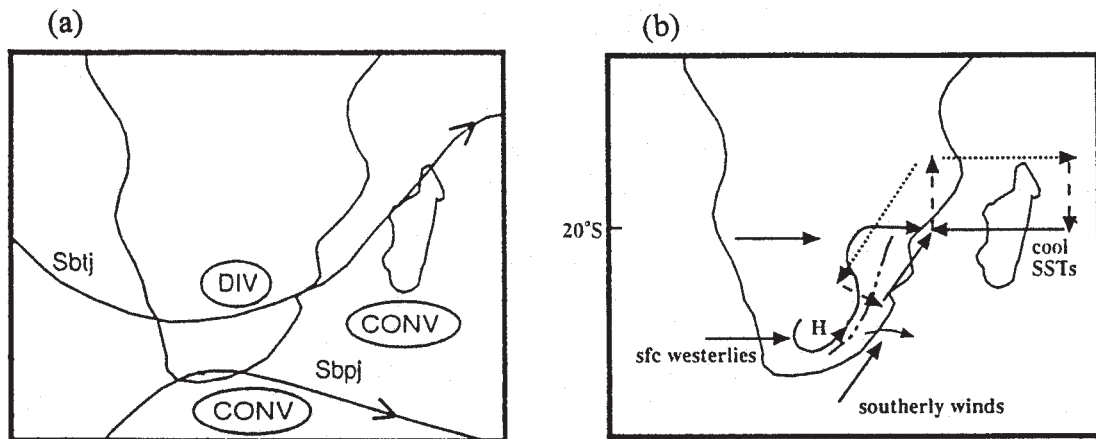 (a)
Sbtj
DIV
CONV
Sbpj
CONV
(b)
20°S
cool
SSTs
H
sfc westerlies
southerly winds